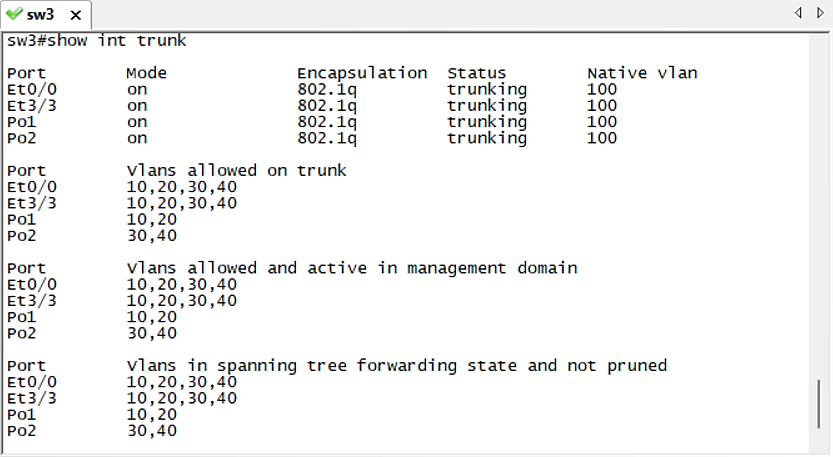 sw3
sw3#show int trunk
Port Mode Encapsulation Status Native vlan
Et0/0 on 802.1q trunking 100
Et3/3 on 802.1q trunking 100
Po1 on 802.1q trunking 100
Po2 on 802.1q trunking 100
Port Vlans allowed on trunk
Et0/0 10,20,30,40
Et3/3 10,20,30,40
Po1 10,20
Po2 30,40
Port Vlans allowed and active in management domain
Et0/0 10,20,30,40
Et3/3 10,20,30,40
Po1 10,20
Po2 30,40
Port Vlans in spanning tree forwarding state and not pruned
Et0/0 10,20,30,40
Et3/3 10,20,30,40
Po1 10,20
Po2 30,40